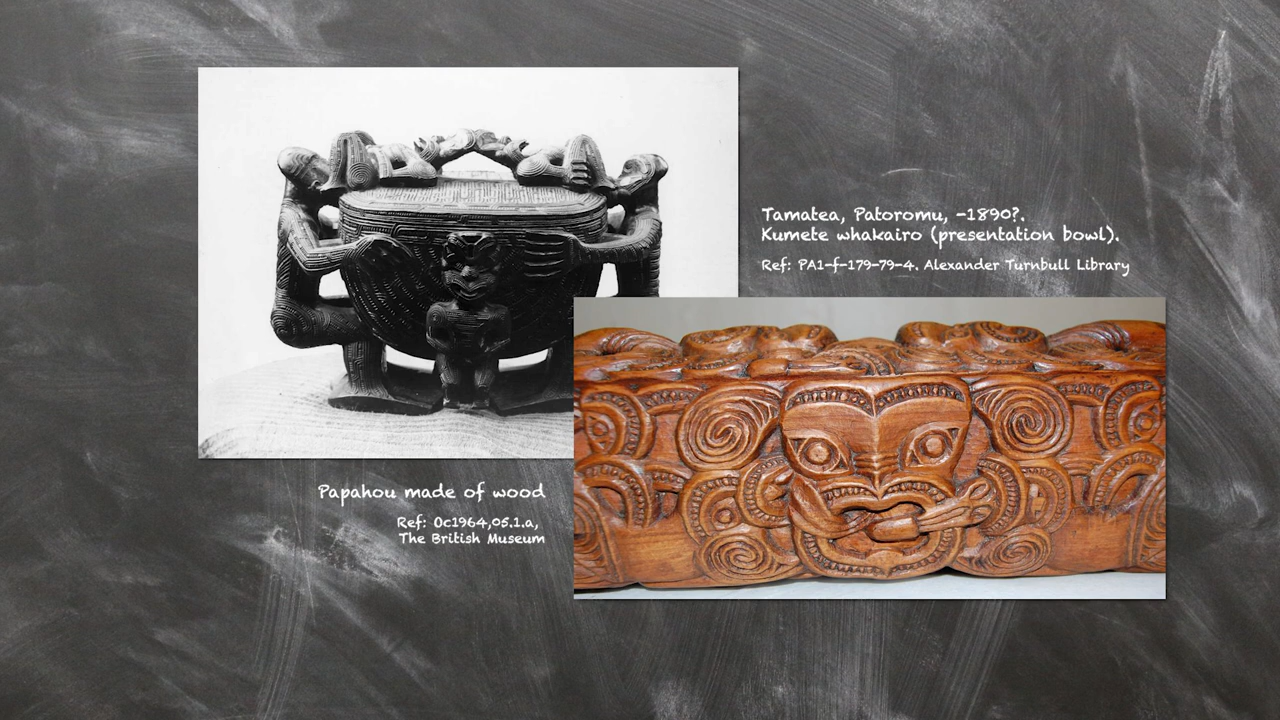 Tamatea, Patoromu, -1890?.
Kumete whakairo (presentation bowl).
Ref: PA1-f-179-79-4. Alexander Turnbull Library
Papahou made of wood
Ref: Oc1964,05.1.a,
The British Museum